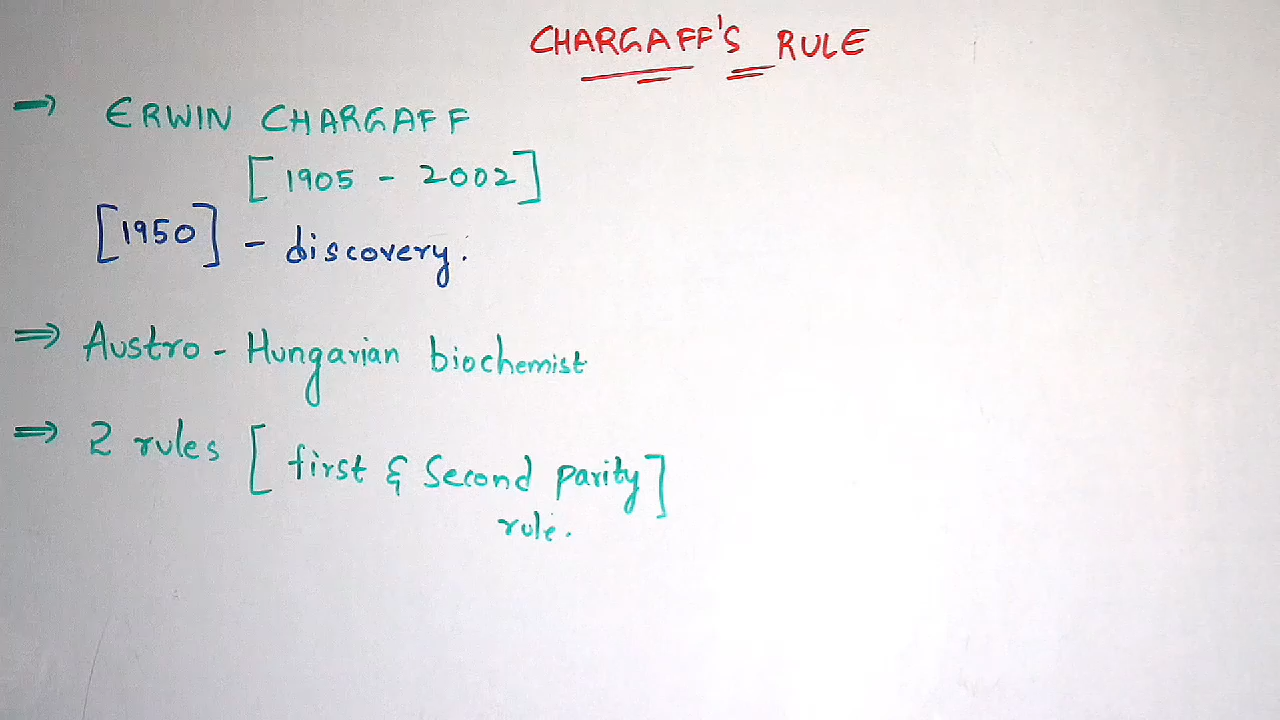 CHARGAFF'S RULE
→ ERWIN CHARGAFF
[1905 - 2002]
[1950] - discovery.
⇒ Austro - Hungarian biochemist
⇒ 2 rules [first & Second parity]
rule.